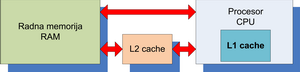 Radna memorija
RAM
L2 cache
Procesor
CPU
L1 cache